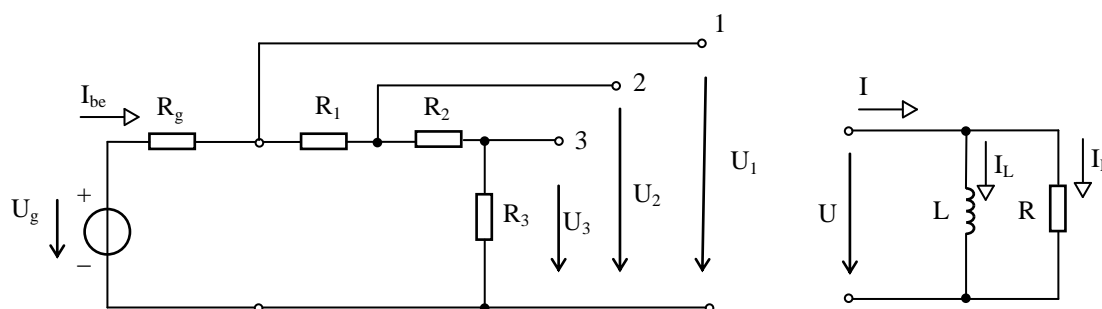 1
2
3
I_be
R_g
R_1
R_2
R_3
+
U_g
–
U_3
U_2
U_1
I
I_L
U
L
R